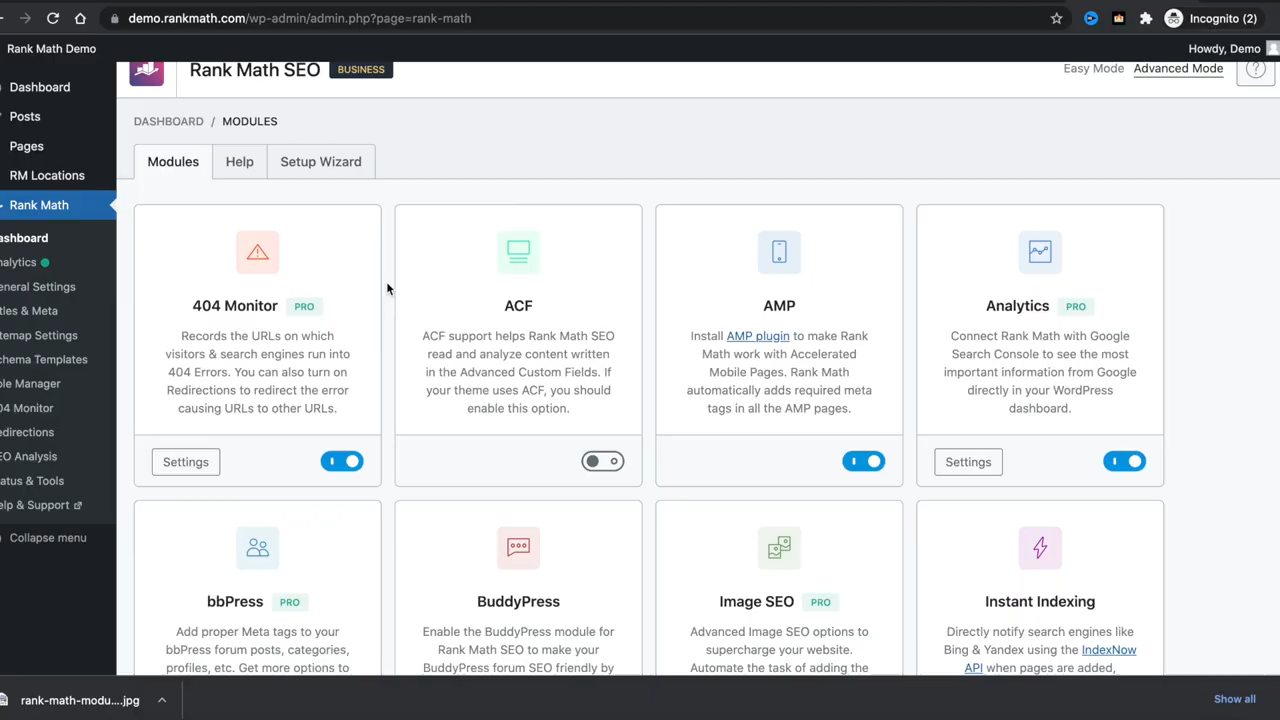 demo.rankmath.com/wp-admin/admin.php?page=rank-math
Incognito (2)
Rank Math Demo
Howdy, Demo
Dashboard
Posts
Pages
RM Locations
Rank Math
ashboard
nalytics
eneral Settings
tles & Meta
temap Settings
chema Templates
ole Manager
04 Monitor
edirections
EO Analysis
tatus & Tools
elp & Support
Collapse menu
Rank Math SEO
BUSINESS
Easy Mode
Advanced Mode
?
DASHBOARD / MODULES
Modules
Help
Setup Wizard
404 Monitor PRO
Records the URLs on which
visitors & search engines run into
404 Errors. You can also turn on
Redirections to redirect the error
causing URLs to other URLs.
Settings
ACF
ACF support helps Rank Math SEO
read and analyze content written
in the Advanced Custom Fields. If
your theme uses ACF, you should
enable this option.
AMP
Install AMP plugin to make Rank
Math work with Accelerated
Mobile Pages. Rank Math
automatically adds required meta
tags in all the AMP pages.
Analytics PRO
Connect Rank Math with Google
Search Console to see the most
important information from Google
directly in your WordPress
dashboard.
Settings
bbPress PRO
Add proper Meta tags to your
bbPress forum posts, categories,
profiles, etc. Get more options to
BuddyPress
Enable the BuddyPress module for
Rank Math SEO to make your
BuddyPress forum SEO friendly by
Image SEO PRO
Advanced Image SEO options to
supercharge your website.
Automate the task of adding the
Instant Indexing
Directly notify search engines like
Bing & Yandex using the IndexNow
API when pages are added,
rank-math-modu....jpg
Show all